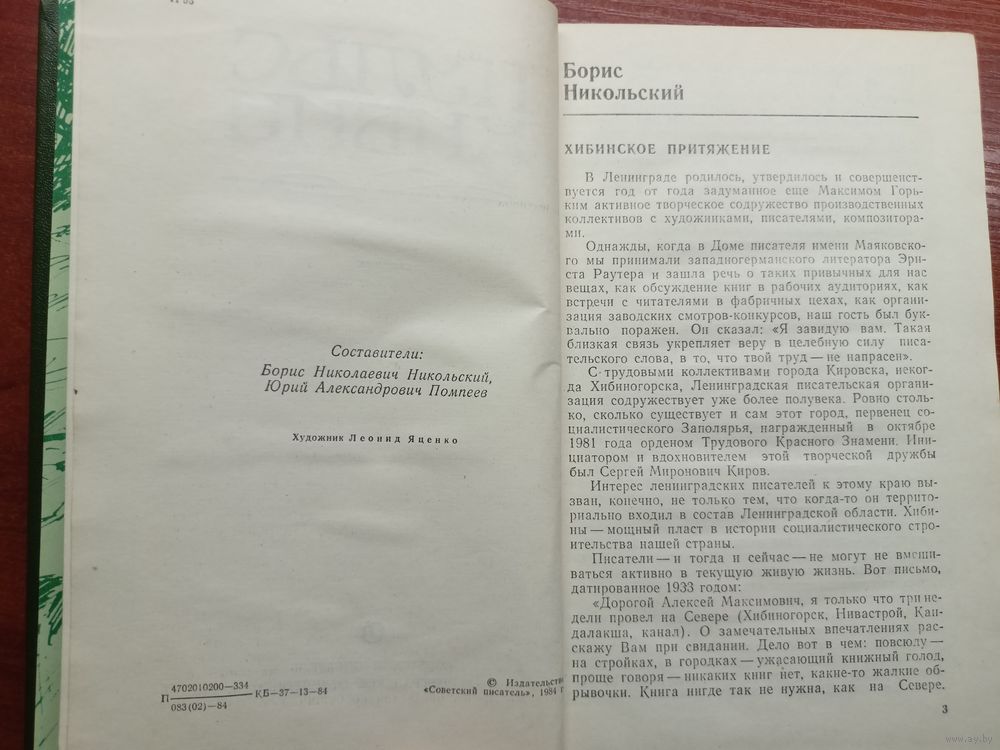 Составители:
Борис Николаевич Никольский,
Юрий Александрович Помпеев
Художник Леонид Яценко
П 4702010200—334 КБ—37—13—84
083(02)—84
© Издательство
«Советский писатель», 1984 г
Борис
Никольский
ХИБИНСКОЕ ПРИТЯЖЕНИЕ
В Ленинграде родилось, утвердилось и совершенст-
вуется год от года задуманное еще Максимом Горь-
ким активное творческое содружество производственных
коллективов с художниками, писателями, композитора-
ми.
Однажды, когда в Доме писателя имени Маяковско-
го мы принимали западногерманского литератора Эрн-
ста Раутера и зашла речь о таких привычных для нас
вещах, как обсуждение книг в рабочих аудиториях, как
встречи с читателями в фабричных цехах, как органи-
зация заводских смотров-конкурсов, наш гость был бук-
вально поражен. Он сказал: «Я завидую вам. Такая
близкая связь укрепляет веру в целебную силу писа-
тельского слова, в то, что твой труд — не напрасен».
С трудовыми коллективами города Кировска, неког-
да Хибиногорска, Ленинградская писательская органи-
зация содружествует уже более полувека. Ровно столь-
ко, сколько существует и сам этот город, первенец со-
циалистического Заполярья, награжденный в октябре
1981 года орденом Трудового Красного Знамени. Ини-
циатором и вдохновителем этой творческой дружбы
был Сергей Миронович Киров.
Интерес ленинградских писателей к этому краю вы-
зван, конечно, не только тем, что когда-то он террито-
риально входил в состав Ленинградской области. Хиби-
ны — мощный пласт в истории социалистического стро-
ительства нашей страны.
Писатели — и тогда и сейчас — не могут не вмеши-
ваться активно в текущую живую жизнь. Вот письмо,
датированное 1933 годом:
«Дорогой Алексей Максимович, я только что три не-
дели провел на Севере (Хибиногорск, Нивастрой, Кан-
далакша, канал). О замечательных впечатлениях рас-
скажу Вам при свидании. Дело вот в чем: повсюду —
на стройках, в городках — ужасающий книжный голод,
проще говоря — никаких книг нет, какие-то жалкие об-
рывочки. Книга нигде так не нужна, как на Севере.
3
www.ay.by